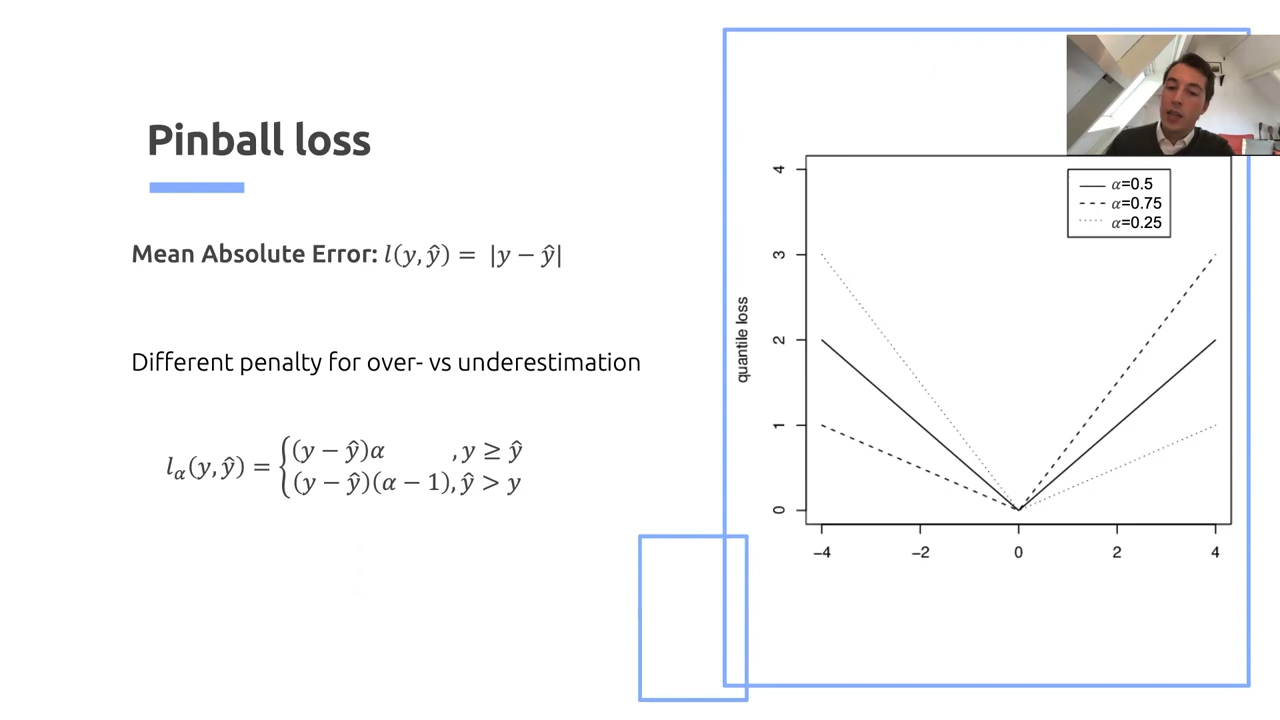 Pinball loss
Mean Absolute Error: l(y, ŷ) = |y − ŷ|
Different penalty for over- vs underestimation
lα(y, ŷ) = {(y − ŷ)α , y ≥ ŷ
(y − ŷ)(α − 1), ŷ > y
α=0.5
α=0.75
α=0.25
quantile loss
4
3
2
1
0
−4 −2 0 2 4